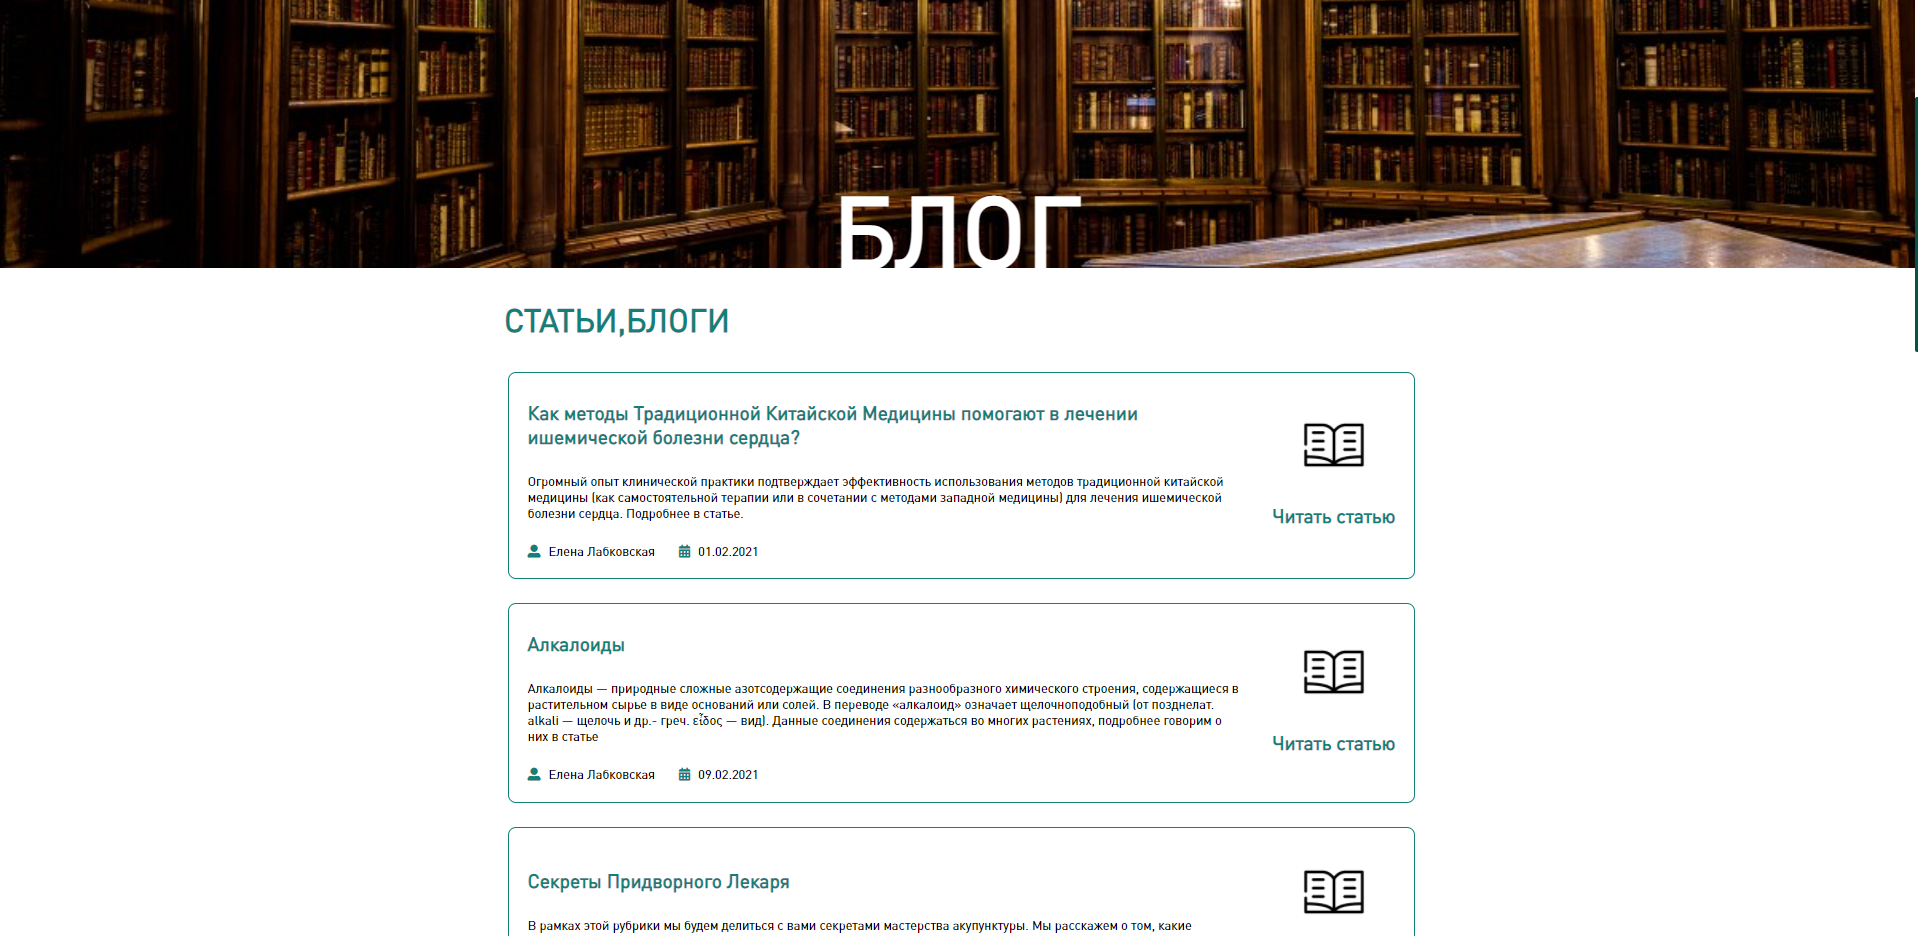 БЛОГ
СТАТЬИ,БЛОГИ
Как методы Традиционной Китайской Медицины помогают в лечении
ишемической болезни сердца?
Огромный опыт клинической практики подтверждает эффективность использования методов традиционной китайской
медицины (как самостоятельной терапии или в сочетании с методами западной медицины) для лечения ишемической
болезни сердца. Подробнее в статье.
Читать статью
Елена Лабковская 01.02.2021
Алкалоиды
Алкалоиды — природные сложные азотсодержащие соединения разнообразного химического строения, содержащиеся в
растительном сырье в виде оснований или солей. В переводе «алкалоид» означает щелочноподобный (от позднелат.
alkali — щелочь и др.- греч. εἶδος — вид). Данные соединения содержаться во многих растениях, подробнее говорим о
них в статье
Читать статью
Елена Лабковская 09.02.2021
Секреты Придворного Лекаря
В рамках этой рубрики мы будем делиться с вами секретами мастерства акупунктуры. Мы расскажем о том, какие